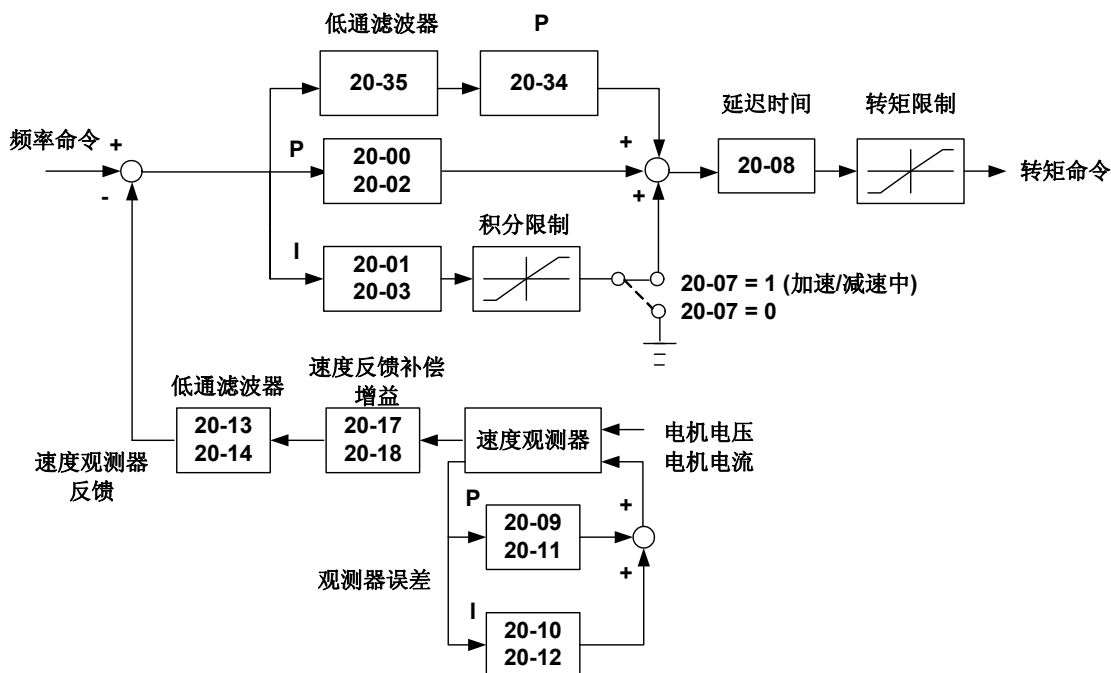 低通滤波器
P
20-35
20-34
延迟时间
转矩限制
频率命令
+
-
P
20-00
20-02
+
+
20-08
转矩命令
积分限制
I
20-01
20-03
20-07 = 1 (加速/减速中)
20-07 = 0
速度反馈补偿
增益
低通滤波器
20-13
20-14
20-17
20-18
速度观测器
电机电压
电机电流
速度观测器
反馈
P
20-09
20-11
+
+
观测器误差
I
20-10
20-12